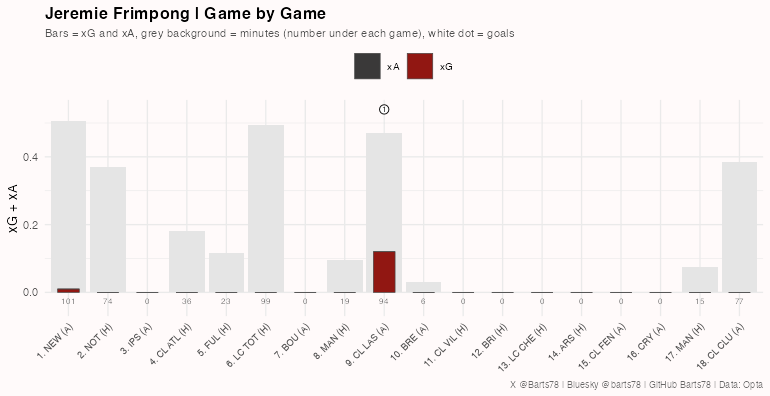 Jeremie Frimpong | Game by Game
Bars = xG and xA, grey background = minutes (number under each game), white dot = goals
xA xG
1
xG + xA
0.4
0.2
0.0
101 74 0 36 23 99 0 19 94 6 0 0 0 0 0 0 15 77
1. NEW (A)
2. NOT (H)
3. IPS (A)
4. CL ATL (H)
5. FUL (H)
6. LC TOT (H)
7. BOU (A)
8. MAN (H)
9. CL LAS (A)
10. BRE (A)
11. CL VIL (H)
12. BRI (H)
13. LC CHE (H)
14. ARS (H)
15. CL FEN (A)
16. CRY (A)
17. MAN (H)
18. CL CLU (A)
X @Barts78 | Bluesky @barts78 | GitHub Barts78 | Data: Opta